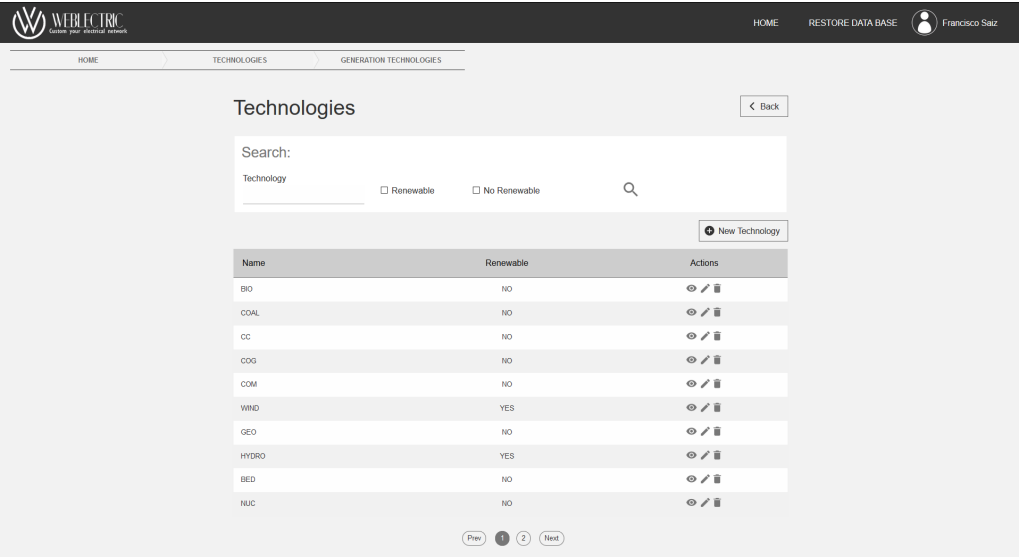 WEBLECTRIC
Custom your electrical network
HOME RESTORE DATA BASE Francisco Saiz
HOME TECHNOLOGIES GENERATION TECHNOLOGIES
Technologies
Back
Search:
Technology
Renewable No Renewable
New Technology
Name Renewable Actions
BIO NO
COAL NO
CC NO
COG NO
COM NO
WIND YES
GEO NO
HYDRO YES
BED NO
NUC NO
Prev 1 2 Next